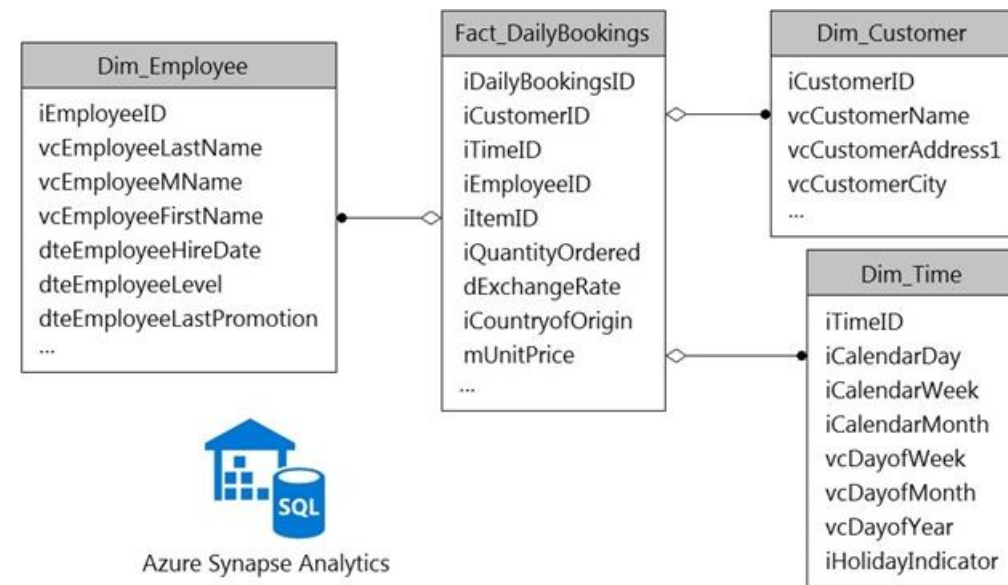 Dim_Employee
iEmployeeID
vcEmployeeLastName
vcEmployeeMName
vcEmployeeFirstName
dteEmployeeHireDate
dteEmployeeLevel
dteEmployeeLastPromotion
...
Fact_DailyBookings
iDailyBookingsID
iCustomerID
iTimeID
iEmployeeID
iItemID
iQuantityOrdered
dExchangeRate
iCountryofOrigin
mUnitPrice
...
Dim_Customer
iCustomerID
vcCustomerName
vcCustomerAddress1
vcCustomerCity
...
Dim_Time
iTimeID
iCalendarDay
iCalendarWeek
iCalendarMonth
vcDayofWeek
vcDayofMonth
vcDayofYear
iHolidayIndicator
SQL
Azure Synapse Analytics